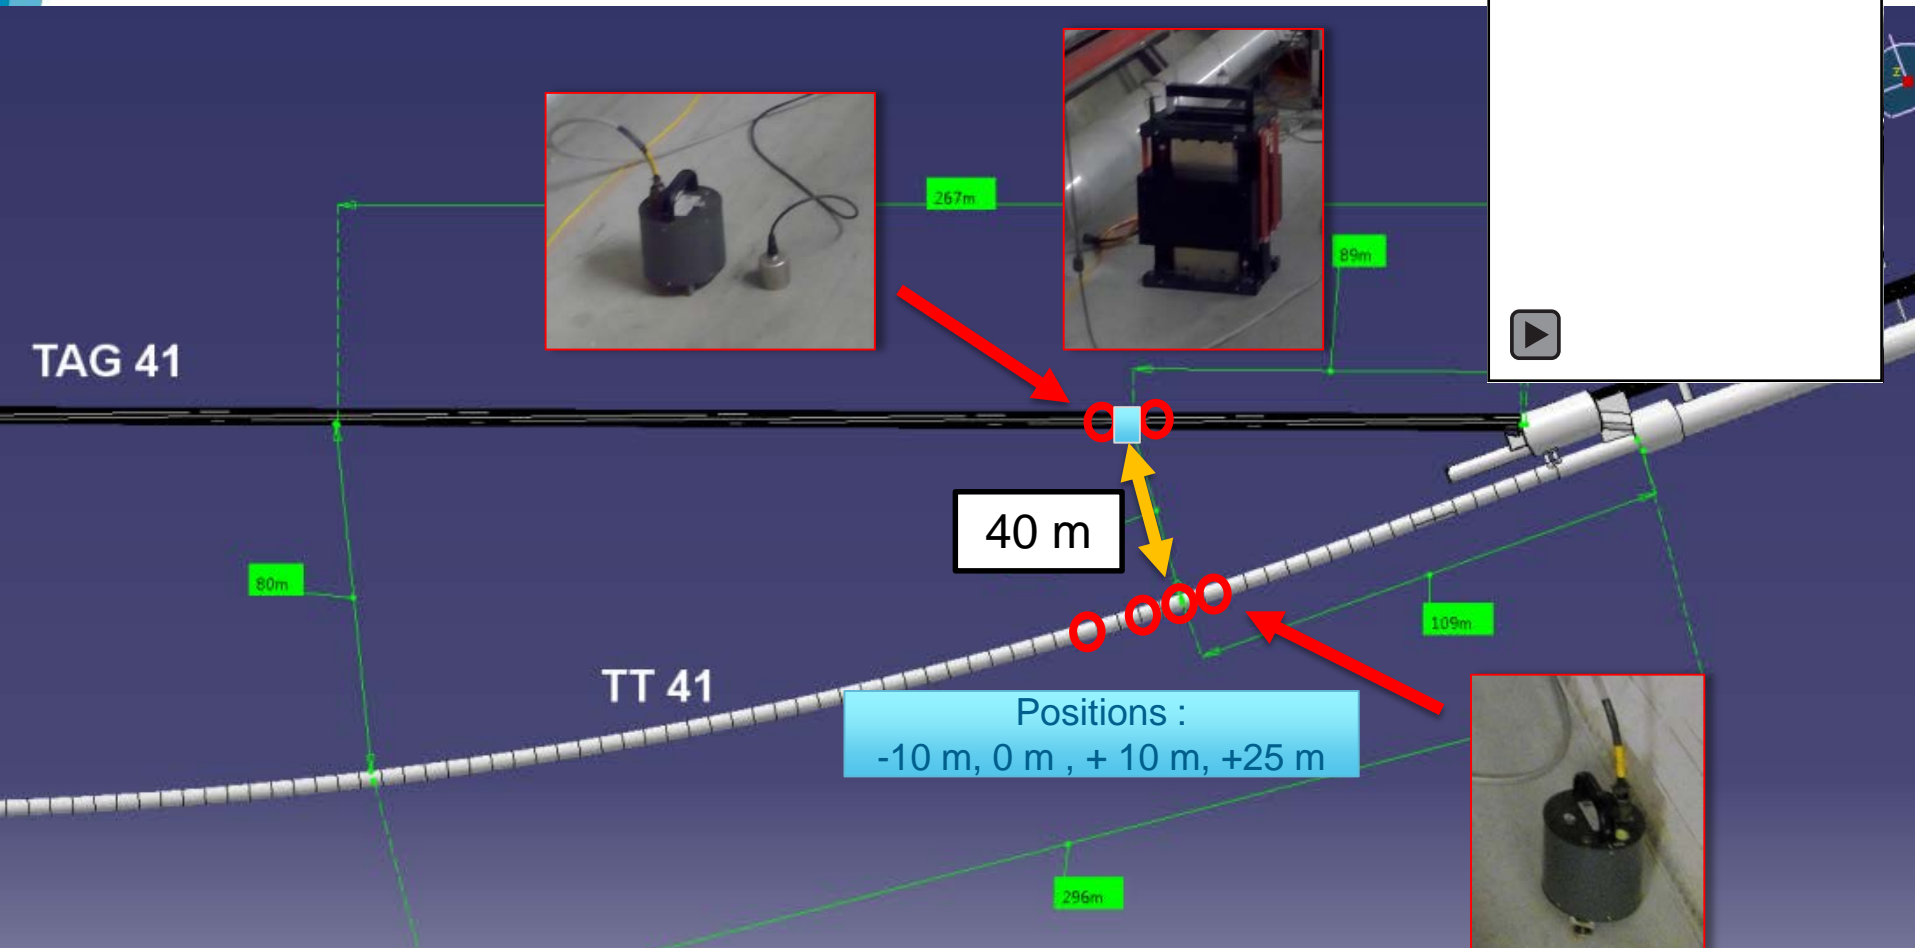 267m
89m
TAG 41
40 m
80m
109m
TT 41
Positions :
-10 m, 0 m , + 10 m, +25 m
296m
Z